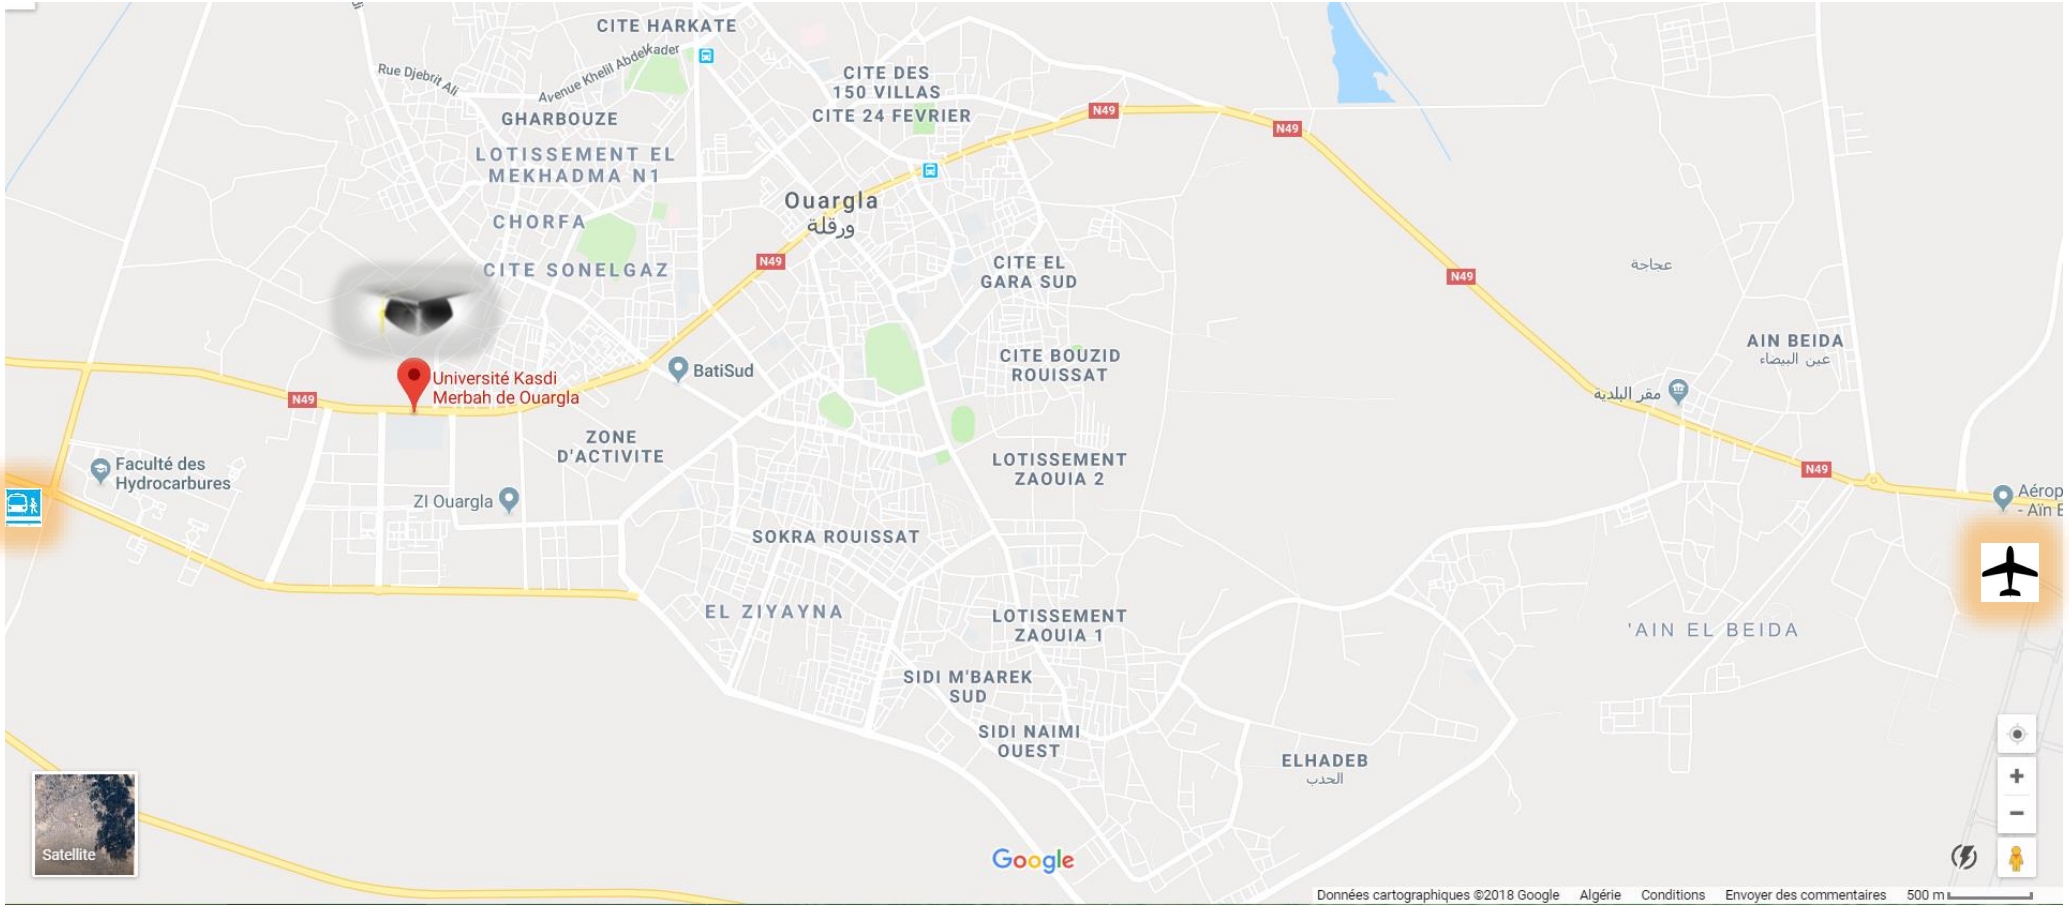 CITE HARKATE
Avenue Khelil Abdelkader
Rue Djebrit Ali
CITE DES
150 VILLAS
CITE 24 FEVRIER
GHARBOUZE
N49
N49
LOTISSEMENT EL
MEKHADMA N1
Ouargla
ورقلة
CHORFA
CITE SONELGAZ
N49
CITE EL
GARA SUD
N49
عجاجة
AIN BEIDA
عين البيضاء
CITE BOUZID
ROUISSAT
BatiSud
Université Kasdi
Merbah de Ouargla
N49
مقر البلدية
ZONE
D'ACTIVITE
Faculté des
Hydrocarbures
LOTISSEMENT
ZAOUIA 2
N49
ZI Ouargla
Aérop
- Aïn B
SOKRA ROUISSAT
EL ZIYAYNA
LOTISSEMENT
ZAOUIA 1
'AIN EL BEIDA
SIDI M'BAREK
SUD
SIDI NAIMI
OUEST
ELHADEB
الحدب
Satellite
Google
Données cartographiques ©2018 Google Algérie Conditions Envoyer des commentaires 500 m